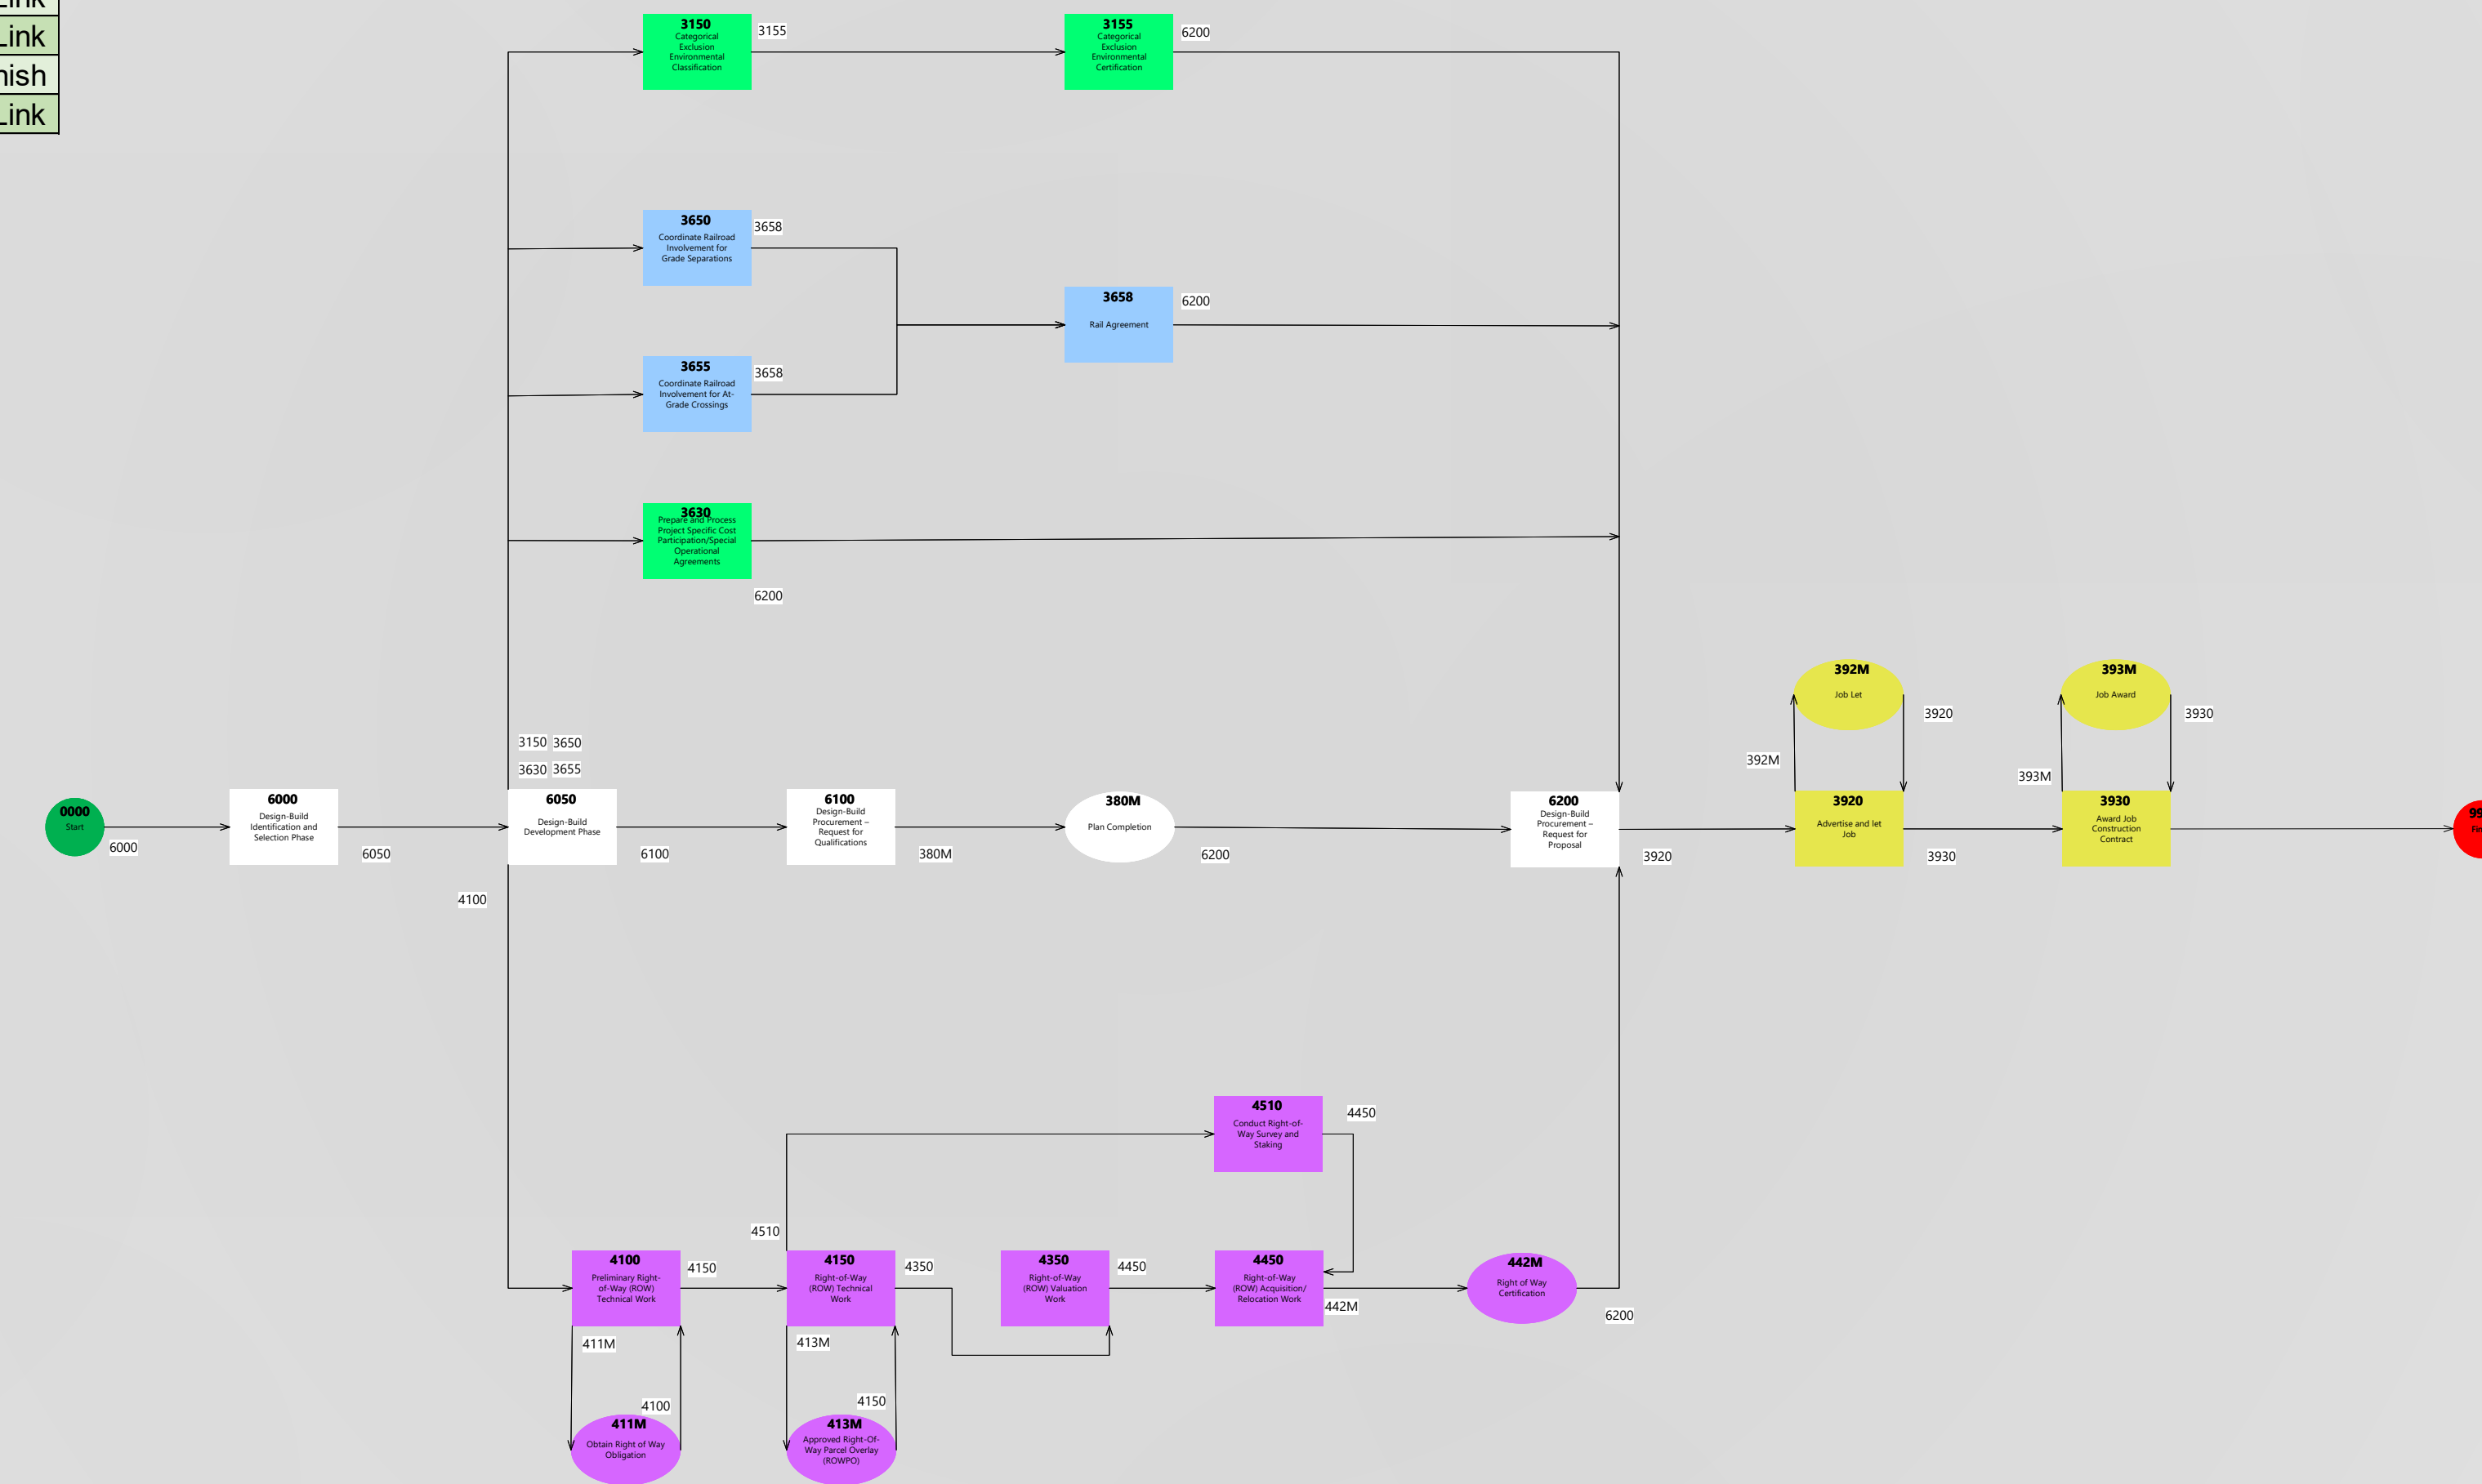 Link
Link
nish
Link
3150
Categorical
Exclusion
Environmental
Classification
3155
3155
Categorical
Exclusion
Environmental
Certification
6200
3650
Coordinate Railroad
Involvement for
Grade Separations
3658
3658
Rail Agreement
6200
3655
Coordinate Railroad
Involvement for At-
Grade Crossings
3658
3630
Prepare and Process
Project Specific Cost
Participation/Special
Operational
Agreements
6200
392M
Job Let
3920
392M
393M
Job Award
3930
393M
3150 3650
3630 3655
0000
Start
6000
6000
Design-Build
Identification and
Selection Phase
6050
6050
Design-Build
Development Phase
6100
4100
6100
Design-Build
Procurement –
Request for
Qualifications
380M
380M
Plan Completion
6200
6200
Design-Build
Procurement –
Request for
Proposal
3920
3920
Advertise and let
Job
3930
3930
Award Job
Construction
Contract
99
Fin
4510
Conduct Right-of-
Way Survey and
Staking
4450
4510
4100
Preliminary Right-
of-Way (ROW)
Technical Work
4150
4150
Right-of-Way
(ROW) Technical
Work
4350
4350
Right-of-Way
(ROW) Valuation
Work
4450
4450
Right-of-Way
(ROW) Acquisition/
Relocation Work
442M
442M
Right of Way
Certification
6200
411M
4100
411M
Obtain Right of Way
Obligation
413M
4150
413M
Approved Right-Of-
Way Parcel Overlay
(ROWPO)